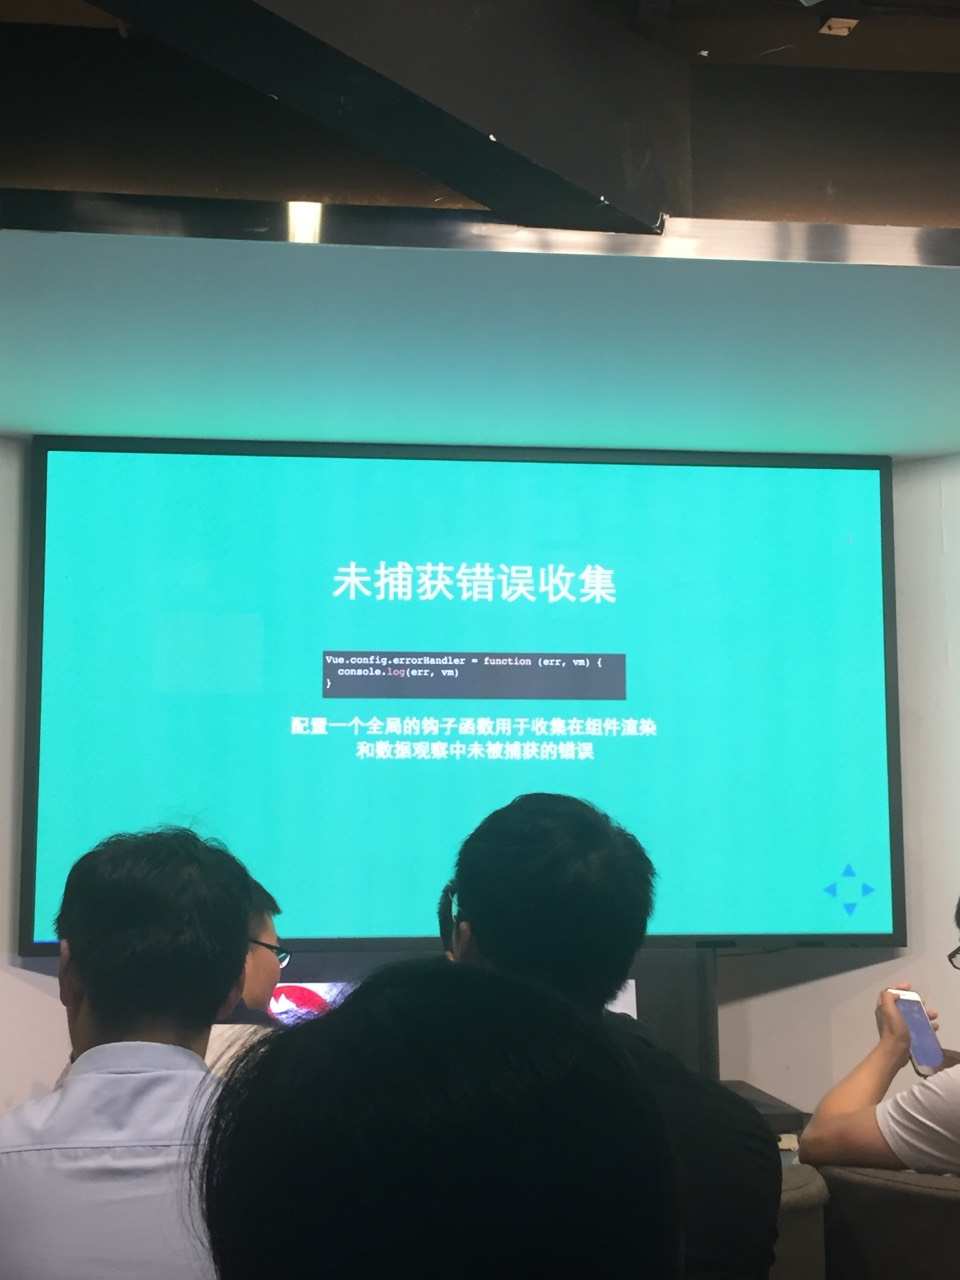 未捕获错误收集
Vue.config.errorHandler = function (err, vm) {
  console.log(err, vm)
}
配置一个全局的钩子函数用于收集在组件渲染
和数据观察中未被捕获的错误